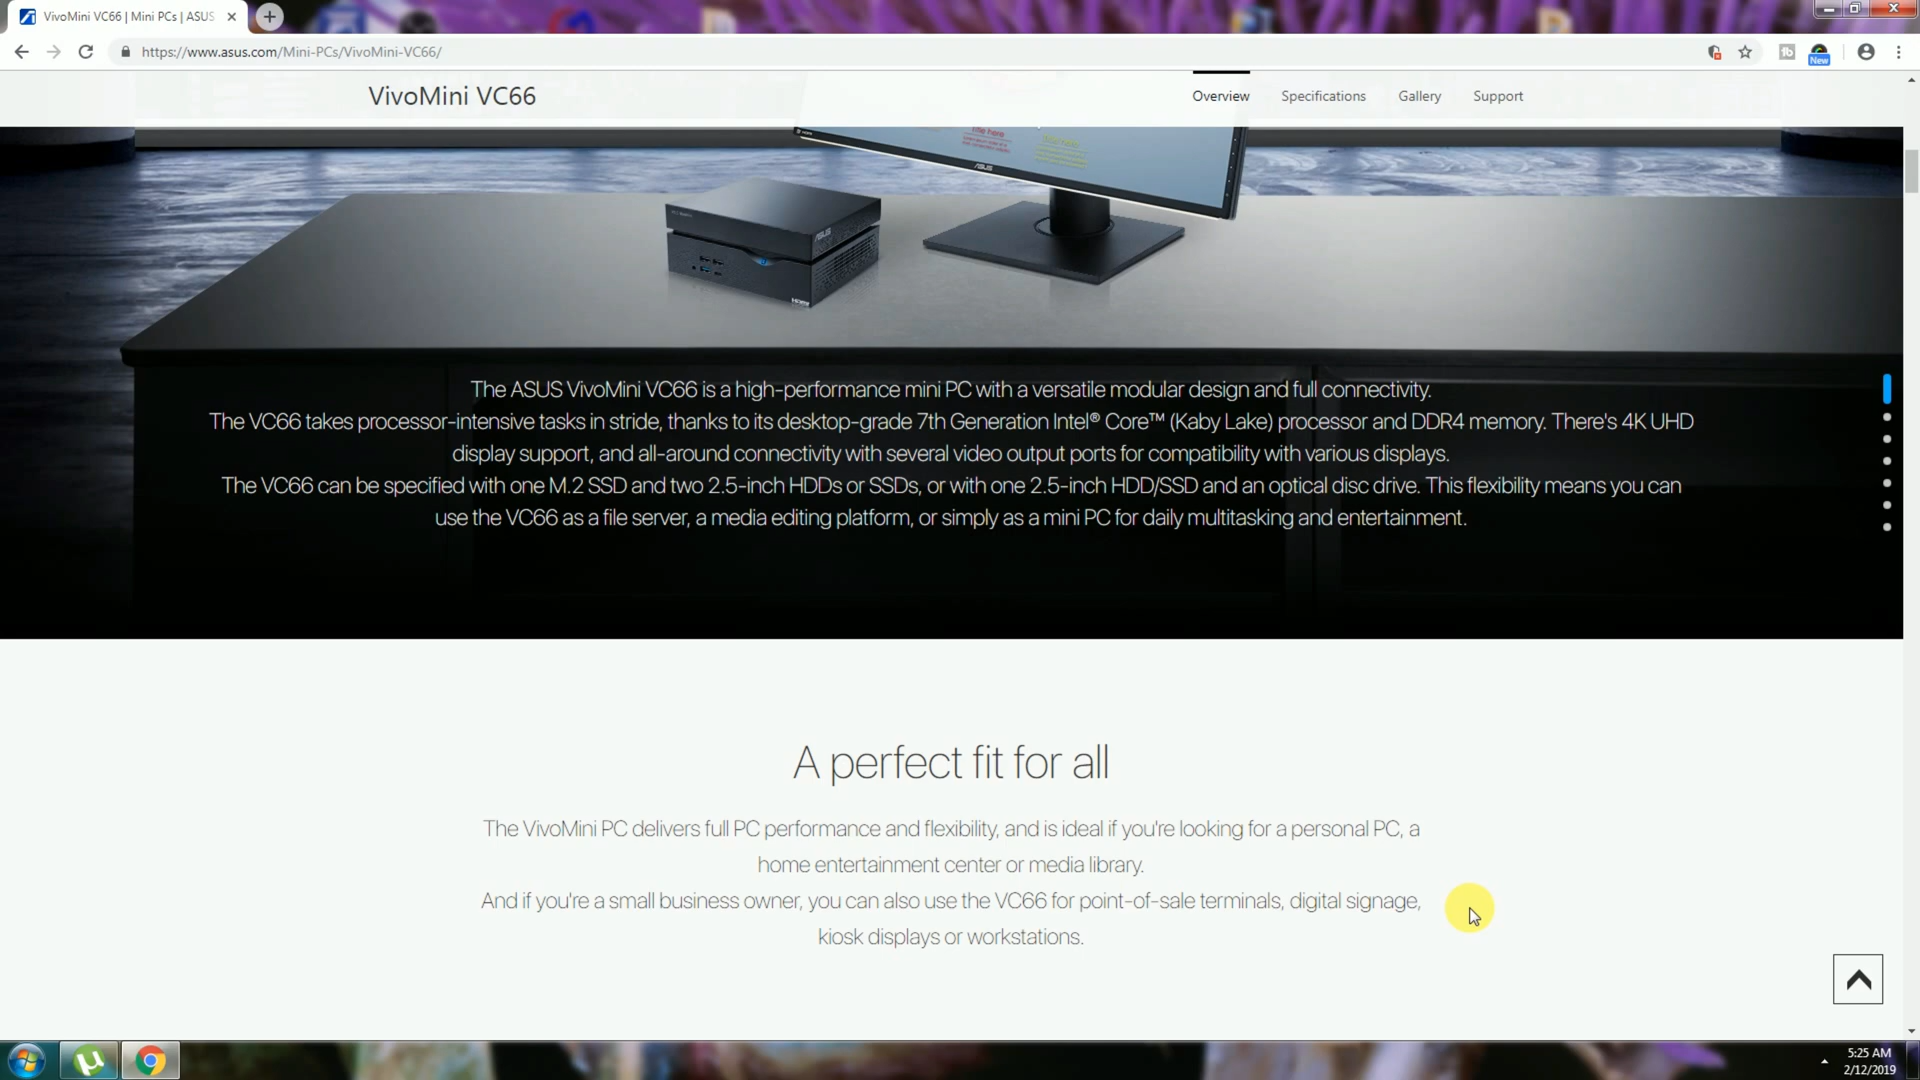 VivoMini VC66 | Mini PCs | ASUS
https://www.asus.com/Mini-PCs/VivoMini-VC66/
New
VivoMini VC66
Overview
Specifications
Gallery
Support
ASUS
ASUS
The ASUS VivoMini VC66 is a high-performance mini PC with a versatile modular design and full connectivity.
The VC66 takes processor-intensive tasks in stride, thanks to its desktop-grade 7th Generation Intel® Core™ (Kaby Lake) processor and DDR4 memory. There's 4K UHD
display support, and all-around connectivity with several video output ports for compatibility with various displays.
The VC66 can be specified with one M.2 SSD and two 2.5-inch HDDs or SSDs, or with one 2.5-inch HDD/SSD and an optical disc drive. This flexibility means you can
use the VC66 as a file server, a media editing platform, or simply as a mini PC for daily multitasking and entertainment.
A perfect fit for all
The VivoMini PC delivers full PC performance and flexibility, and is ideal if you're looking for a personal PC, a
home entertainment center or media library.
And if you're a small business owner, you can also use the VC66 for point-of-sale terminals, digital signage,
kiosk displays or workstations.
5:25 AM
2/12/2019